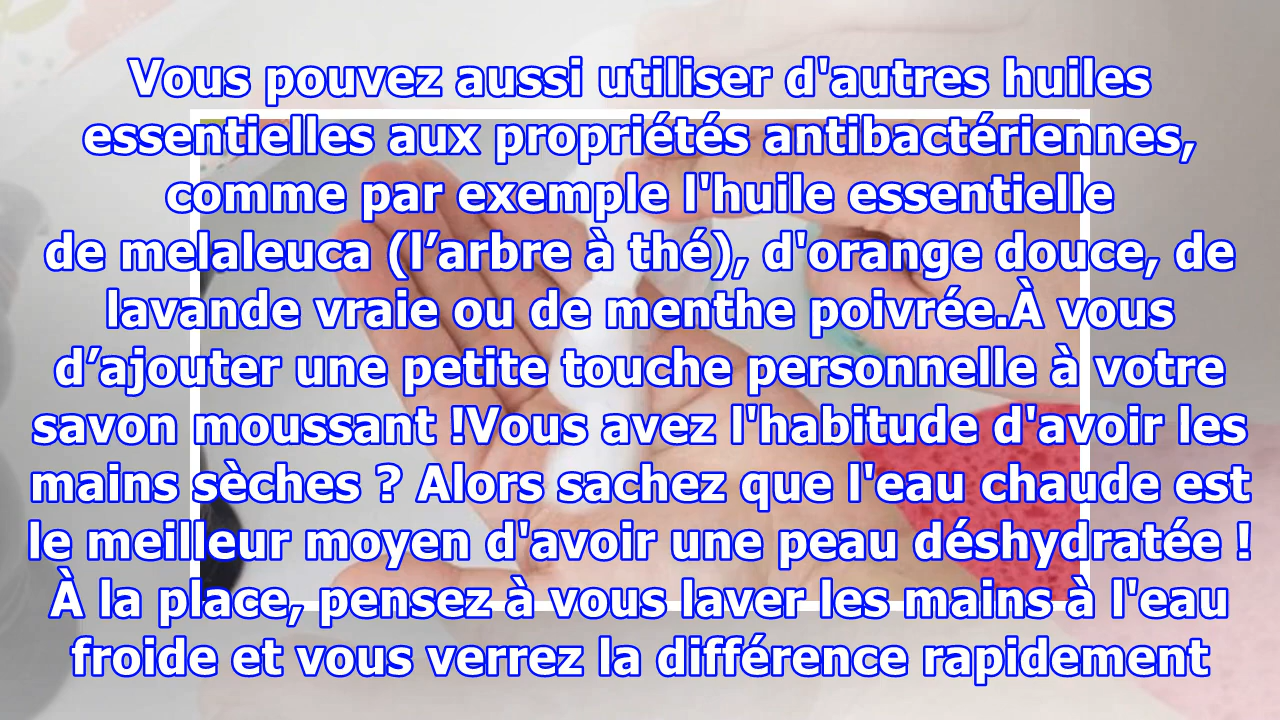 Vous pouvez aussi utiliser d'autres huiles
essentielles aux propriétés antibactériennes,
comme par exemple l'huile essentielle
de melaleuca (l’arbre à thé), d'orange douce, de
lavande vraie ou de menthe poivrée.À vous
d’ajouter une petite touche personnelle à votre
savon moussant !Vous avez l'habitude d'avoir les
mains sèches ? Alors sachez que l'eau chaude est
le meilleur moyen d'avoir une peau déshydratée !
À la place, pensez à vous laver les mains à l'eau
froide et vous verrez la différence rapidement